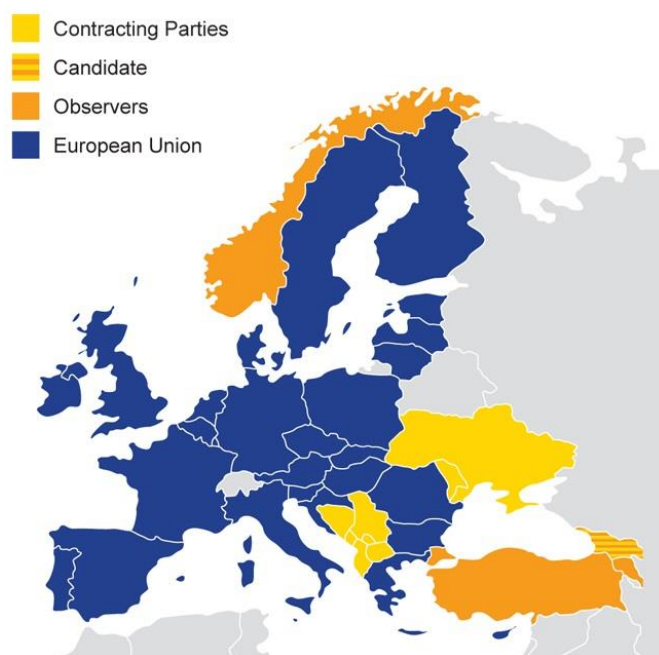 Contracting Parties
Candidate
Observers
European Union